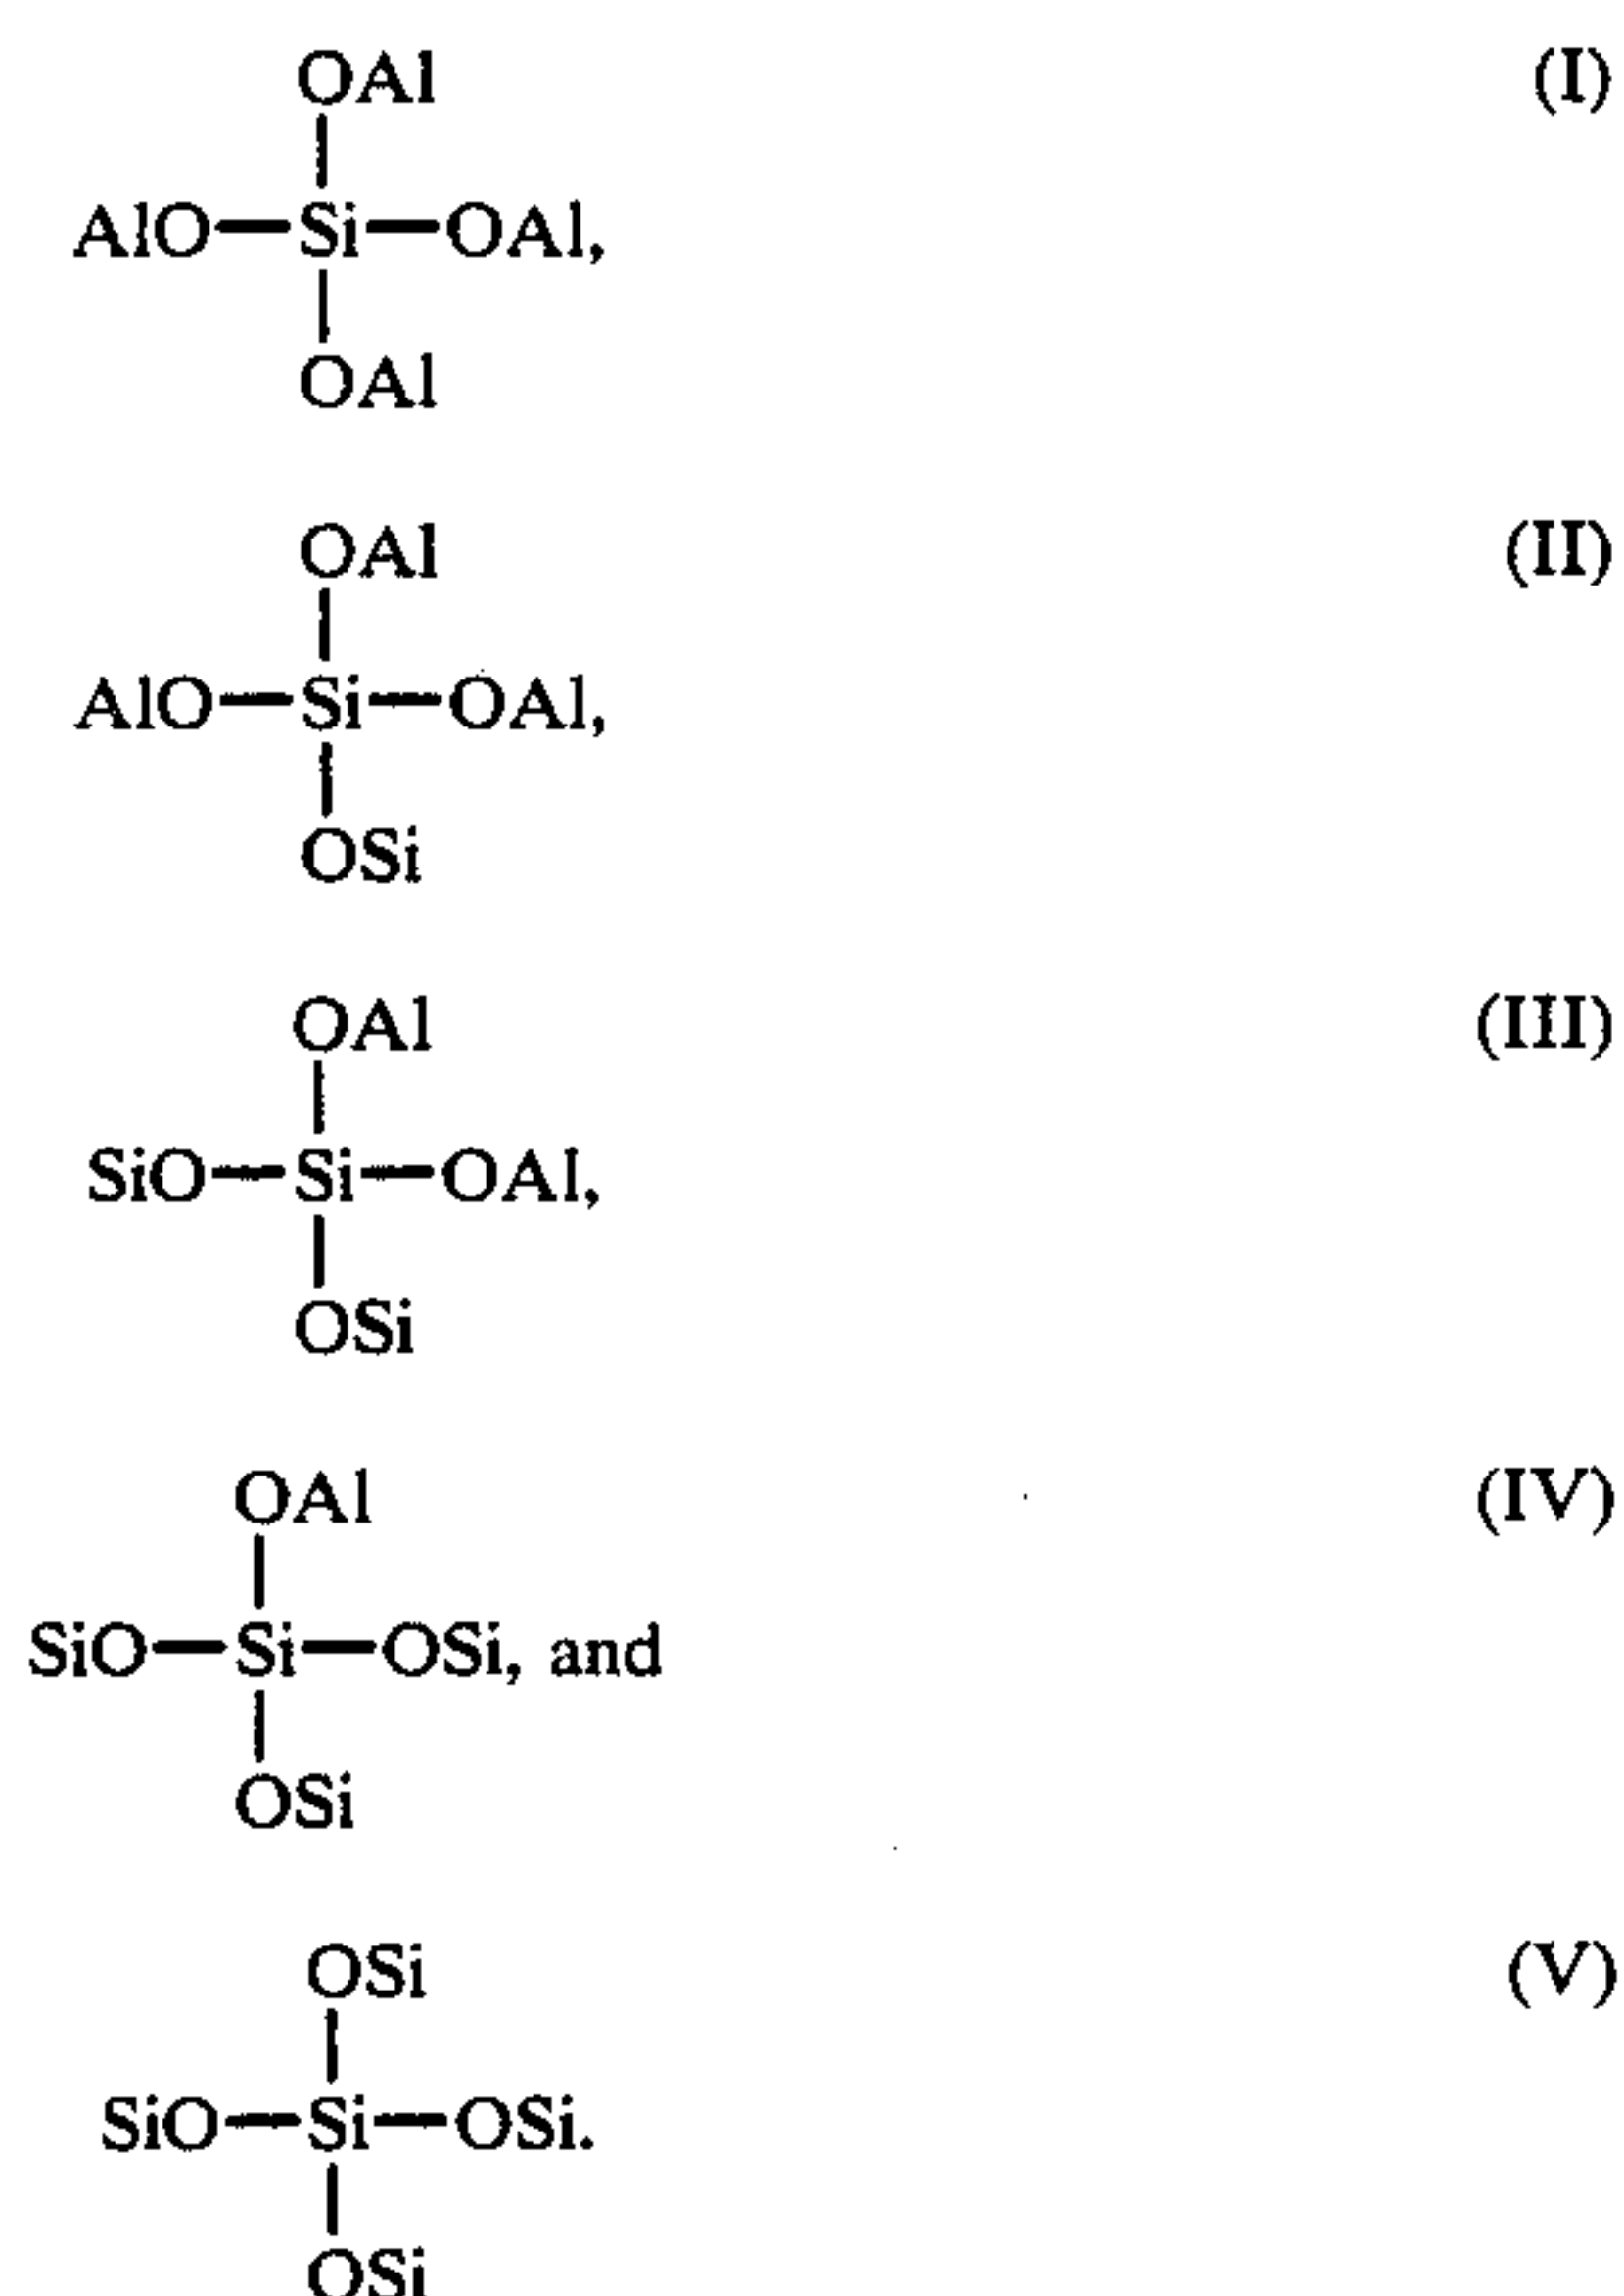 OAl (I)
AlO Si OAl,
OAl
OAl (II)
AlO Si OAl,
OSi
OAl (III)
SiO Si OAl,
OSi
OAl (IV)
SiO Si OSi, and
OSi
OSi (V)
SiO Si OSi.
OSi